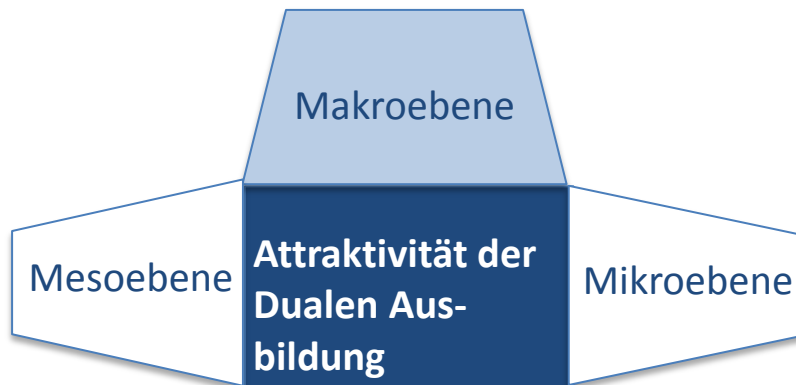 Makroebene
Mesoebene
Attraktivität der
Dualen Aus-
bildung
Mikroebene